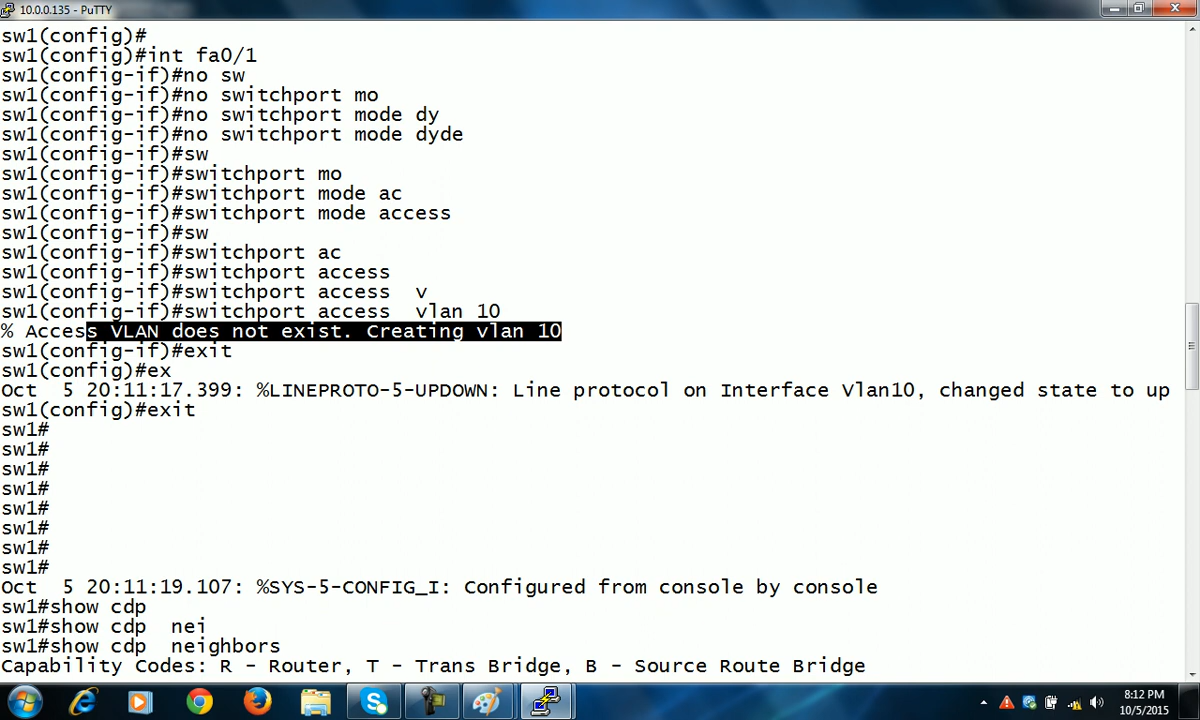 10.0.0.135 - PuTTY
sw1(config)#
sw1(config)#int fa0/1
sw1(config-if)#no sw
sw1(config-if)#no switchport mo
sw1(config-if)#no switchport mode dy
sw1(config-if)#no switchport mode dyde
sw1(config-if)#sw
sw1(config-if)#switchport mo
sw1(config-if)#switchport mode ac
sw1(config-if)#switchport mode access
sw1(config-if)#sw
sw1(config-if)#switchport ac
sw1(config-if)#switchport access
sw1(config-if)#switchport access  v
sw1(config-if)#switchport access  vlan 10
% Access VLAN does not exist. Creating vlan 10
sw1(config-if)#exit
sw1(config)#ex
Oct  5 20:11:17.399: %LINEPROTO-5-UPDOWN: Line protocol on Interface Vlan10, changed state to up
sw1(config)#exit
sw1#
sw1#
sw1#
sw1#
sw1#
sw1#
sw1#
sw1#
Oct  5 20:11:19.107: %SYS-5-CONFIG_I: Configured from console by console
sw1#show cdp
sw1#show cdp  nei
sw1#show cdp  neighbors
Capability Codes: R - Router, T - Trans Bridge, B - Source Route Bridge
8:12 PM
10/5/2015